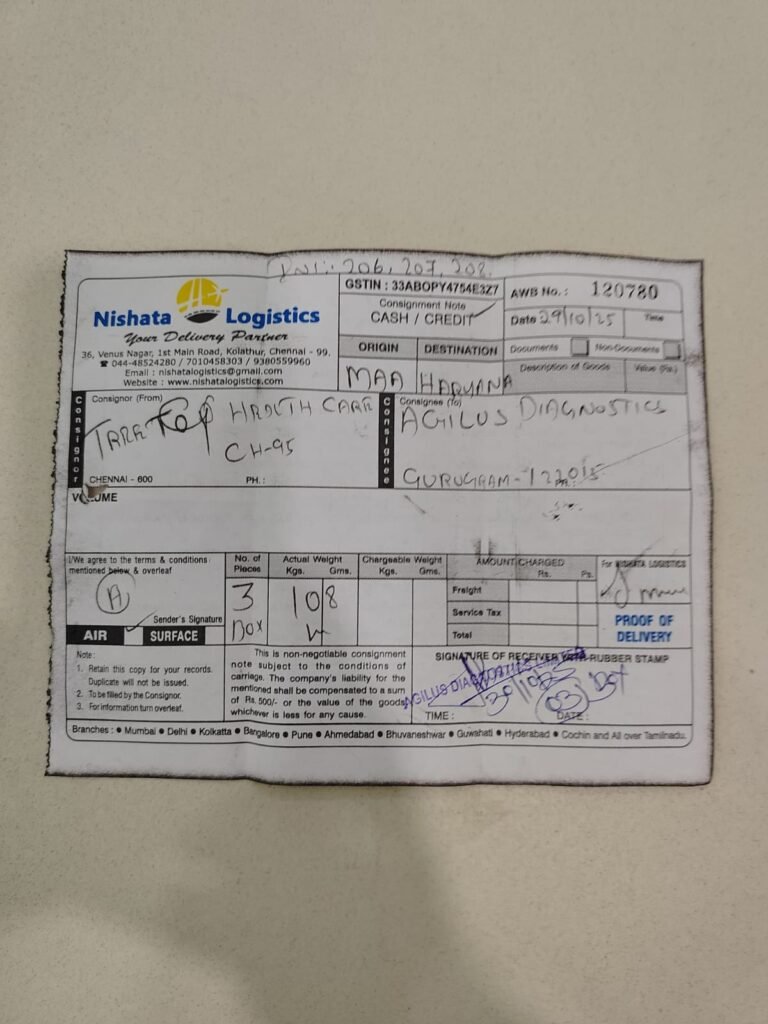 206, 207, 208.
Nishata Logistics
Your Delivery Partner
36, Venus Nagar, 1st Main Road, Kolathur, Chennai - 99.
☎ 044-48524280 / 7010458303 / 9380559960
Email : nishatalogistics@gmail.com
Website : www.nishatalogistics.com
GSTIN : 33ABOPY4754E3Z7
Consignment Note
CASH / CREDIT ✓
AWB No. : 120780
Date 29/10/25 Time
ORIGIN DESTINATION
MAA HARYANA
Documents Non-Documents
Description of Goods Value (Rs.)
Consignor
Consignor (From)
HEALTH CARE
CH-95
CHENNAI - 600 PH. :
Consignee
Consignee (To)
AGILUS DIAGNOSTICS
GURUGRAM - 122015
VOLUME
I/We agree to the terms & conditions
mentioned below & overleaf
A
Sender's Signature
AIR ✓ SURFACE
No. of Pieces
3
BOX
Actual Weight
Kgs. Gms.
108
Chargeable Weight
Kgs. Gms.
AMOUNT CHARGED
Rs. Ps.
Freight
Service Tax
Total
For NISHATA LOGISTICS
PROOF OF
DELIVERY
Note :
1. Retain this copy for your records.
Duplicate will not be issued.
2. To be filled by the Consignor.
3. For information turn overleaf.
This is non-negotiable consignment
note subject to the conditions of
carriage. The company's liability for the
mentioned shall be compensated to a sum
of Rs.500/- or the value of the goods
whichever is less for any cause.
SIGNATURE OF RECEIVER WITH RUBBER STAMP
AGILUS DIAGNOSTICS LIMITED
03 BOX
TIME : DATE :
Branches : ● Mumbai ● Delhi ● Kolkatta ● Bangalore ● Pune ● Ahmedabad ● Bhuvaneshwar ● Guwahati ● Hyderabad ● Cochin and All over Tamilnadu.